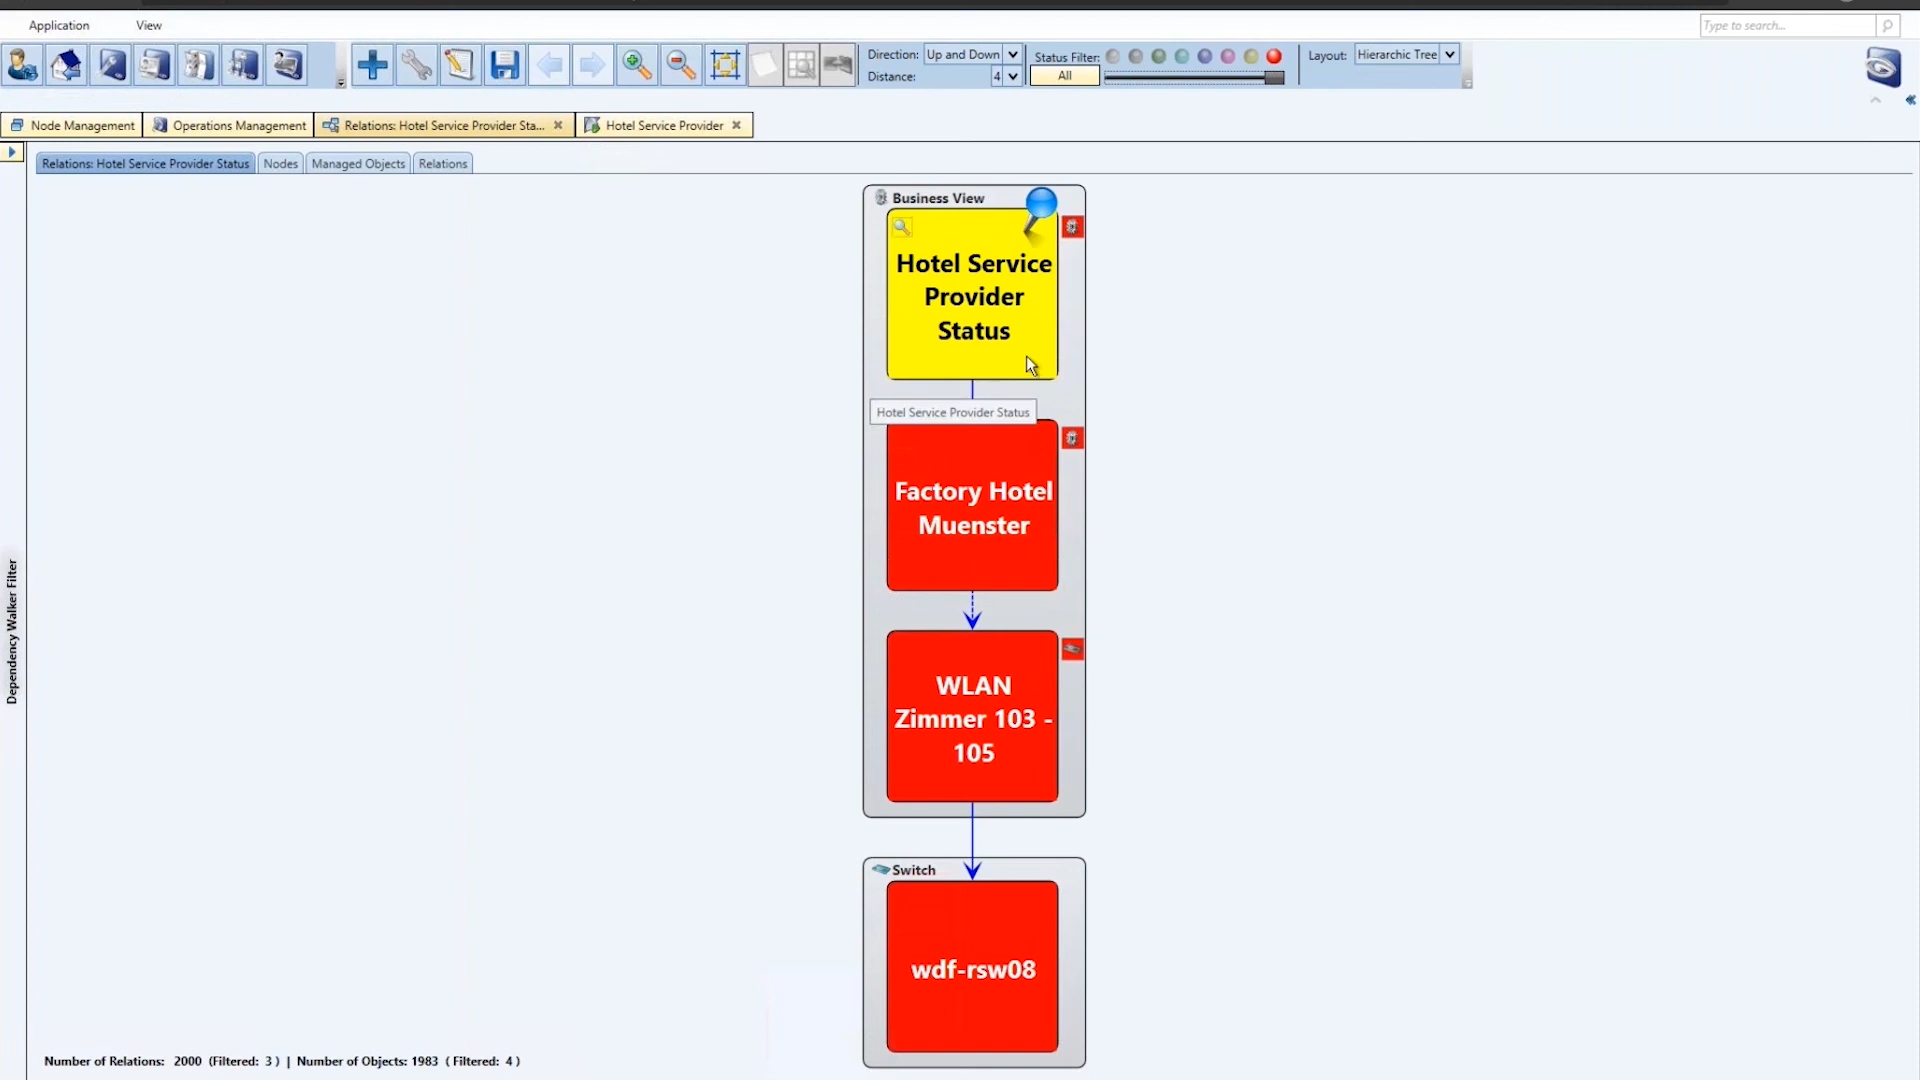 Application View
Type to search...
Direction: Up and Down Status Filter: Layout: Hierarchic Tree
Distance: 4 All
Node Management Operations Management Relations: Hotel Service Provider Sta... Hotel Service Provider
Relations: Hotel Service Provider Status Nodes Managed Objects Relations
Business View
Hotel Service
Provider
Status
Hotel Service Provider Status
Factory Hotel
Muenster
WLAN
Zimmer 103 -
105
Switch
wdf-rsw08
Dependency Walker Filter
Number of Relations: 2000 (Filtered: 3 ) | Number of Objects: 1983 ( Filtered: 4 )